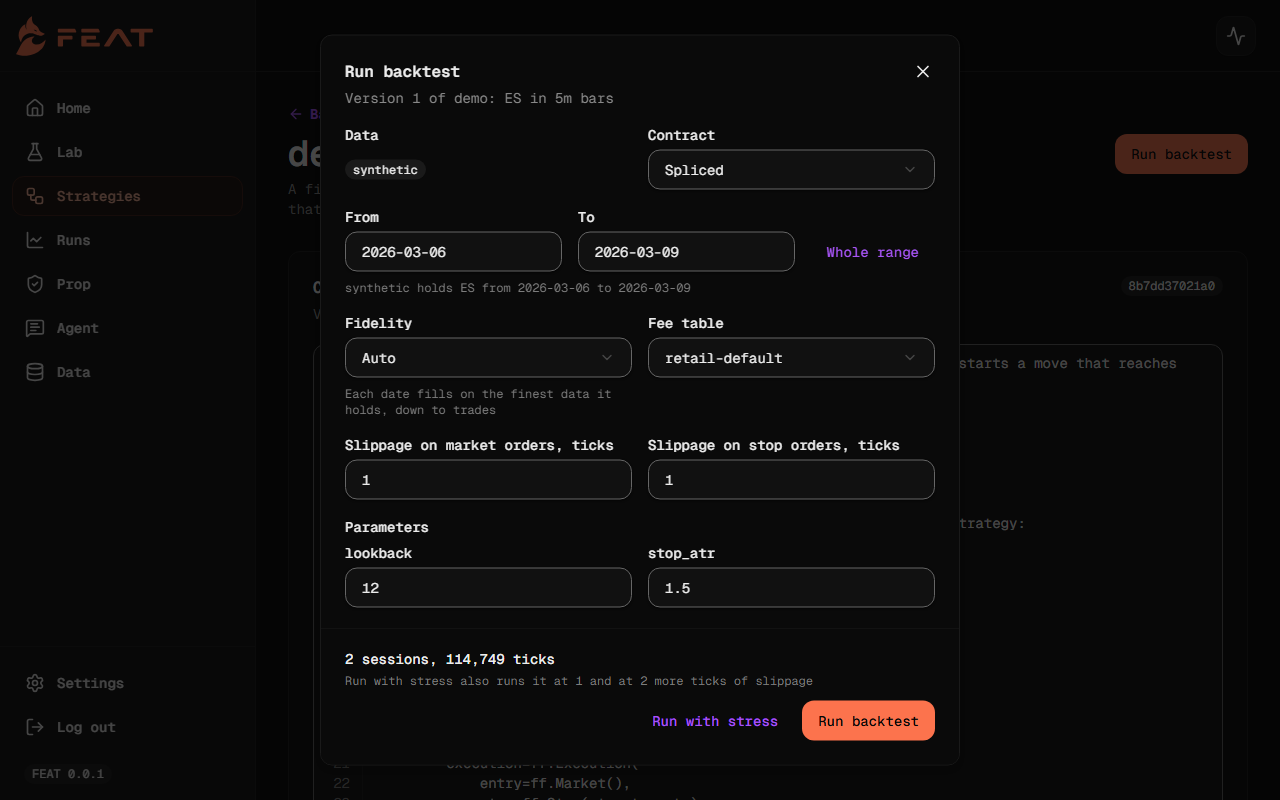 FEAT
Home
Lab
Strategies
Runs
Prop
Agent
Data
Settings
Log out
FEAT 0.0.1
Run backtest
8b7dd37021a0
starts a move that reaches
trategy:
Run backtest
Version 1 of demo: ES in 5m bars
Data
Contract
synthetic
Spliced
From
To
2026-03-06
2026-03-09
Whole range
synthetic holds ES from 2026-03-06 to 2026-03-09
Fidelity
Fee table
Auto
retail-default
Each date fills on the finest data it
holds, down to trades
Slippage on market orders, ticks
Slippage on stop orders, ticks
1
1
Parameters
lookback
stop_atr
12
1.5
2 sessions, 114,749 ticks
Run with stress also runs it at 1 and at 2 more ticks of slippage
Run with stress
Run backtest
22
entry=ff.Market(),